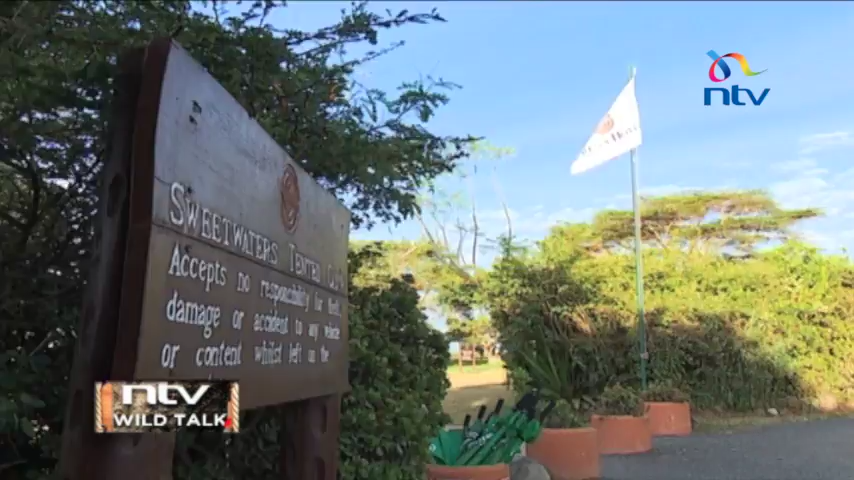 ntv
SWEETWATERS TENTED
Accepts no responsibility for theft,
damage or accident to any vehicle
or content whilst left on the
ntv
WILD TALK